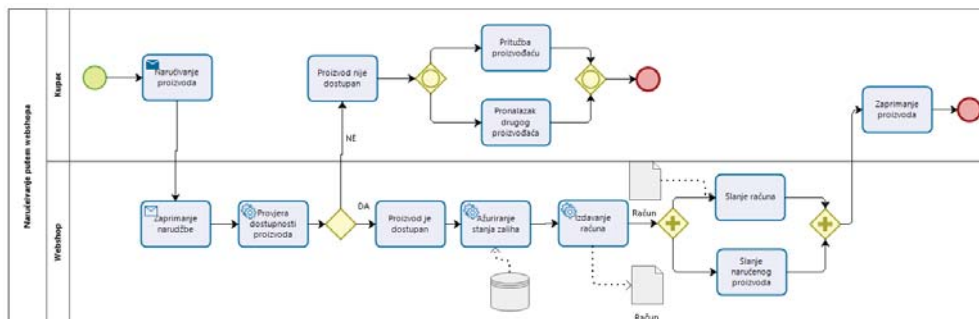 Naručivanje putem webshopa
Kupac
Naručivanje
proizvoda
Proizvod nije
dostupan
Pritužba
proizvođaču
Pronalazak
drugog
proizvođača
Zaprimanje
proizvoda
NE
Webshop
Zaprimanje
narudžbe
Provjera
dostupnosti
proizvoda
DA
Proizvod je
dostupan
Ažuriranje
stanja zaliha
Izdavanje
računa
Račun
Slanje računa
Slanje
naručenog
proizvoda
Račun